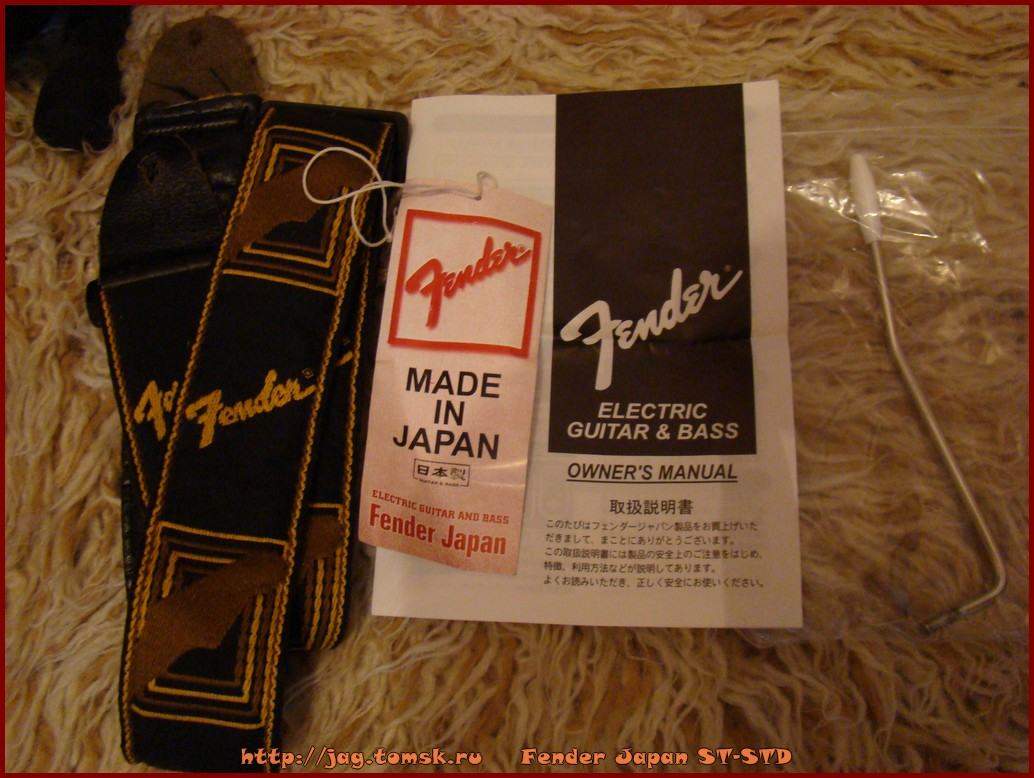 Fender
Fender
MADE
IN
JAPAN
日本製
GUITAR & BASS
ELECTRIC GUITAR AND BASS
Fender Japan
Fender
ELECTRIC
GUITAR & BASS
OWNER'S MANUAL
取扱説明書
このたびはフェンダージャパン製品をお買上げいた
だきまして、まことにありがとうございます。
この取扱説明書には製品の安全上のご注意をはじめ、
特徴、利用方法などが説明してあります。
よくお読みいただき、正しく安全にお使いください。
http://jag.tomsk.ru Fender Japan ST-STD